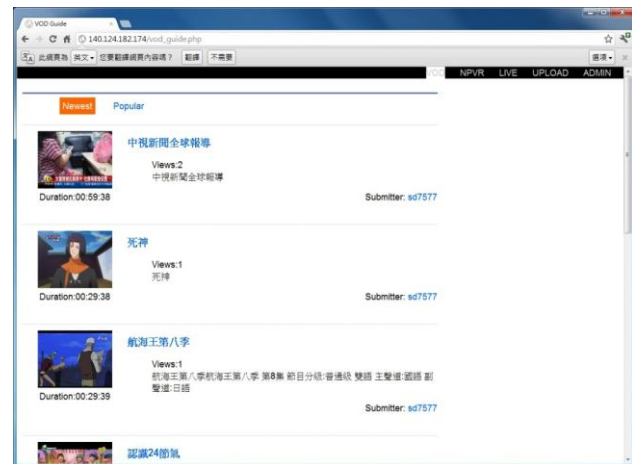 VOD Guide
140.124.182.174/vod_guide.php
此網頁為 英文 您要翻譯網頁內容嗎? 翻譯 不需要 選項
VOD NPVR LIVE UPLOAD ADMIN
Newest Popular
中視新聞全球報導
Views:2
中視新聞全球報導
Duration:00:59:38 Submitter: sd7577
死神
Views:1
死神
Duration:00:29:38 Submitter: sd7577
航海王第八季
Views:1
航海王第八季航海王第八季 第8集 節目分級:普通級 雙語 主聲道:國語 副
聲道:日語
Duration:00:29:39
Submitter: sd7577
認識24節氣